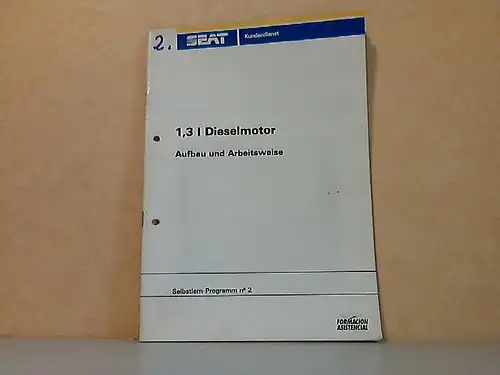 2.
SEAT
Kundendienst
1,3 l Dieselmotor
Aufbau und Arbeitsweise
Selbstlern-Programm nº 2
FORMACION
ASISTENCIAL